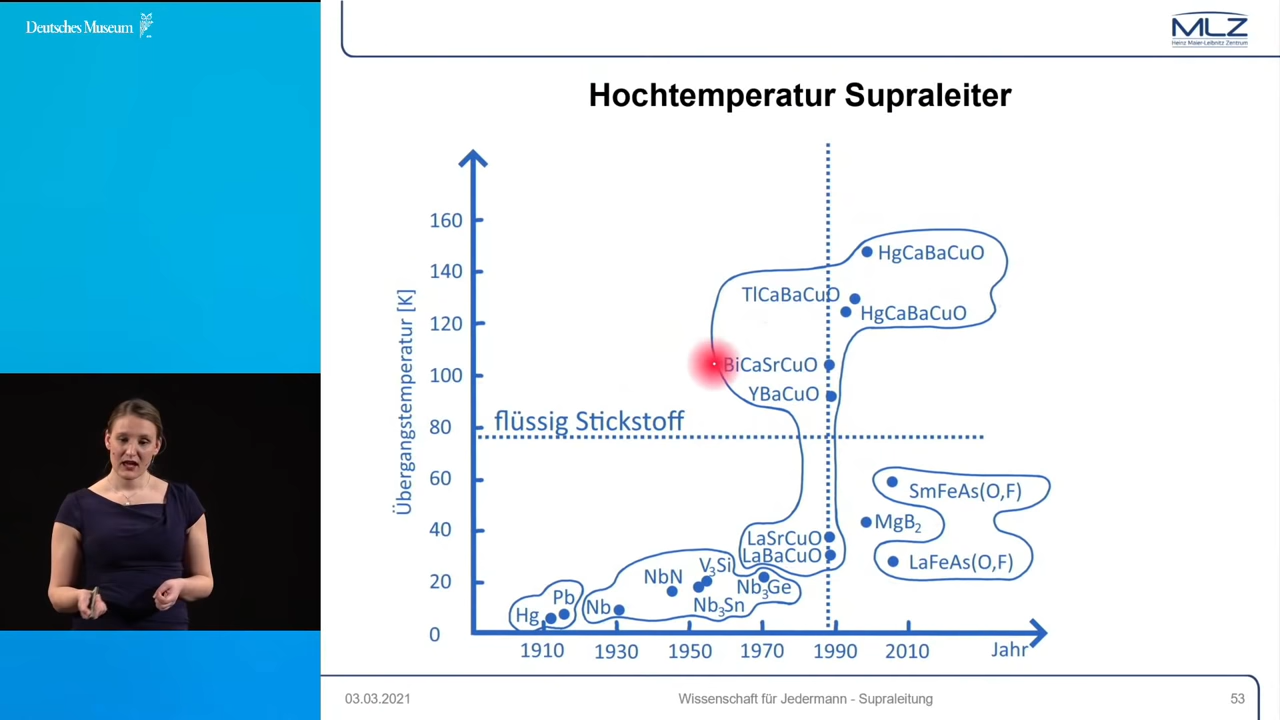 Deutsches Museum
MLZ
Heinz Maier-Leibnitz Zentrum
Hochtemperatur Supraleiter
Übergangstemperatur [K]
160
140
120
100
80
60
40
20
0
HgCaBaCuO
TlCaBaCuO
HgCaBaCuO
BiCaSrCuO
YBaCuO
flüssig Stickstoff
SmFeAs(O,F)
MgB₂
LaSrCuO
LaBaCuO
LaFeAs(O,F)
V₃Si
NbN
Nb₃Ge
Pb
Nb
Nb₃Sn
Hg
1910 1930 1950 1970 1990 2010 Jahr
03.03.2021 Wissenschaft für Jedermann - Supraleitung 53